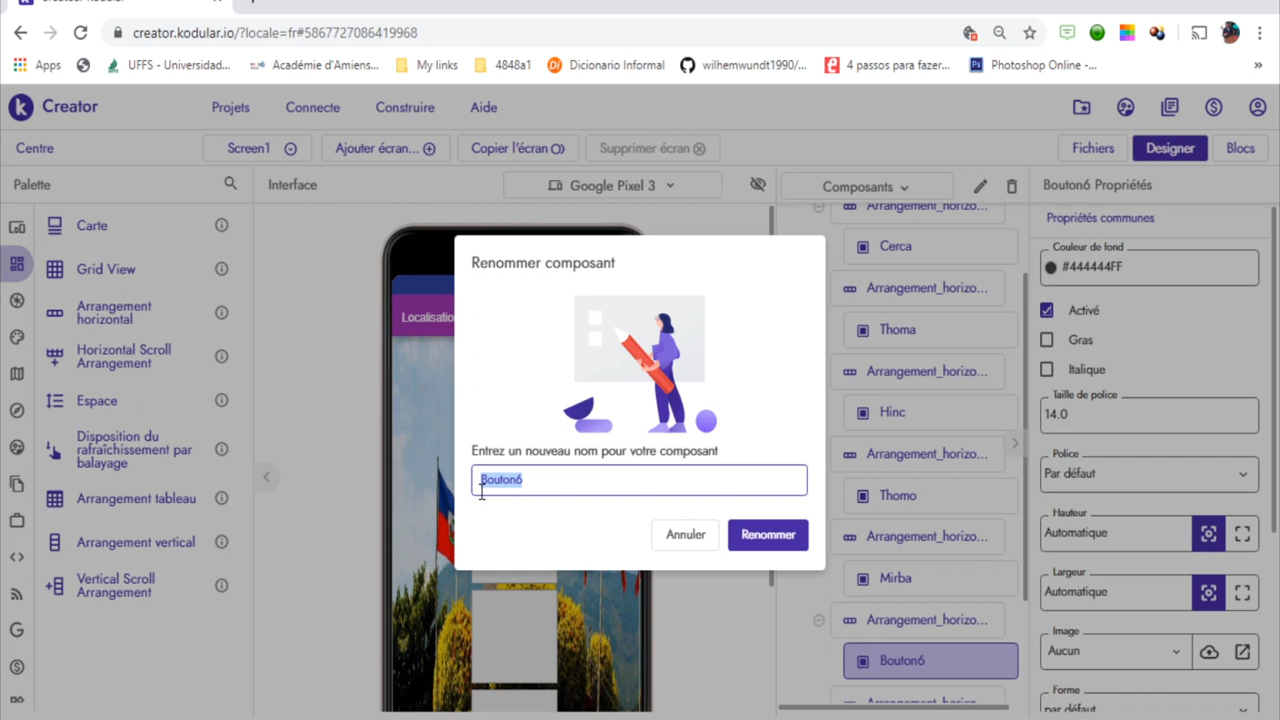 creator.kodular.io/?locale=fr#5867727086419968
Apps
UFFS - Universidad...
Académie d'Amiens...
My links
4848a1
Dicionario Informal
wilhemwundt1990/...
4 passos para fazer...
Photoshop Online -...
»
Creator
Projets
Connecte
Construire
Aide
Centre
Screen1
Ajouter écran...
Copier l'écran
Supprimer écran
Fichiers
Designer
Blocs
Palette
Interface
Google Pixel 3
Composants
Bouton6 Propriétés
Carte
Grid View
Arrangement
horizontal
Horizontal Scroll
Arrangement
Espace
Disposition du
rafraîchissement par
balayage
Arrangement tableau
Arrangement vertical
Vertical Scroll
Arrangement
Localisatio
Renommer composant
Entrez un nouveau nom pour votre composant
Bouton6
Annuler
Renommer
Arrangement_horizo...
Cerca
Arrangement_horizo...
Thoma
Arrangement_horizo...
Hinc
Arrangement_horizo...
Thomo
Arrangement_horizo...
Mirba
Arrangement_horizo...
Bouton6
Arrangement_horizo...
Propriétés communes
Couleur de fond
#444444FF
Activé
Gras
Italique
Taille de police
14.0
Police
Par défaut
Hauteur
Automatique
Largeur
Automatique
Image
Aucun
Forme
par défaut